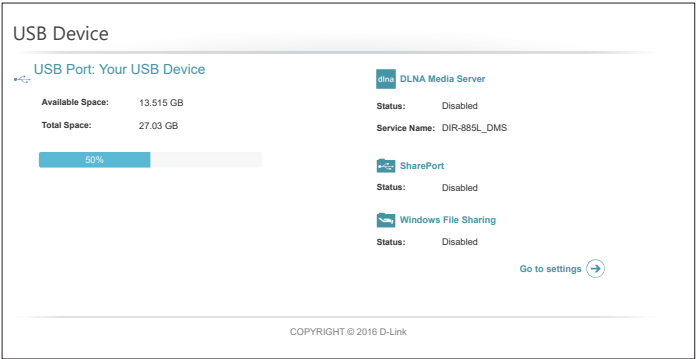 USB Device
USB Port: Your USB Device
Available Space: 13.515 GB
Total Space: 27.03 GB
50%
dlna DLNA Media Server
Status: Disabled
Service Name: DIR-885L_DMS
SharePort
Status: Disabled
Windows File Sharing
Status: Disabled
Go to settings
COPYRIGHT © 2016 D-Link